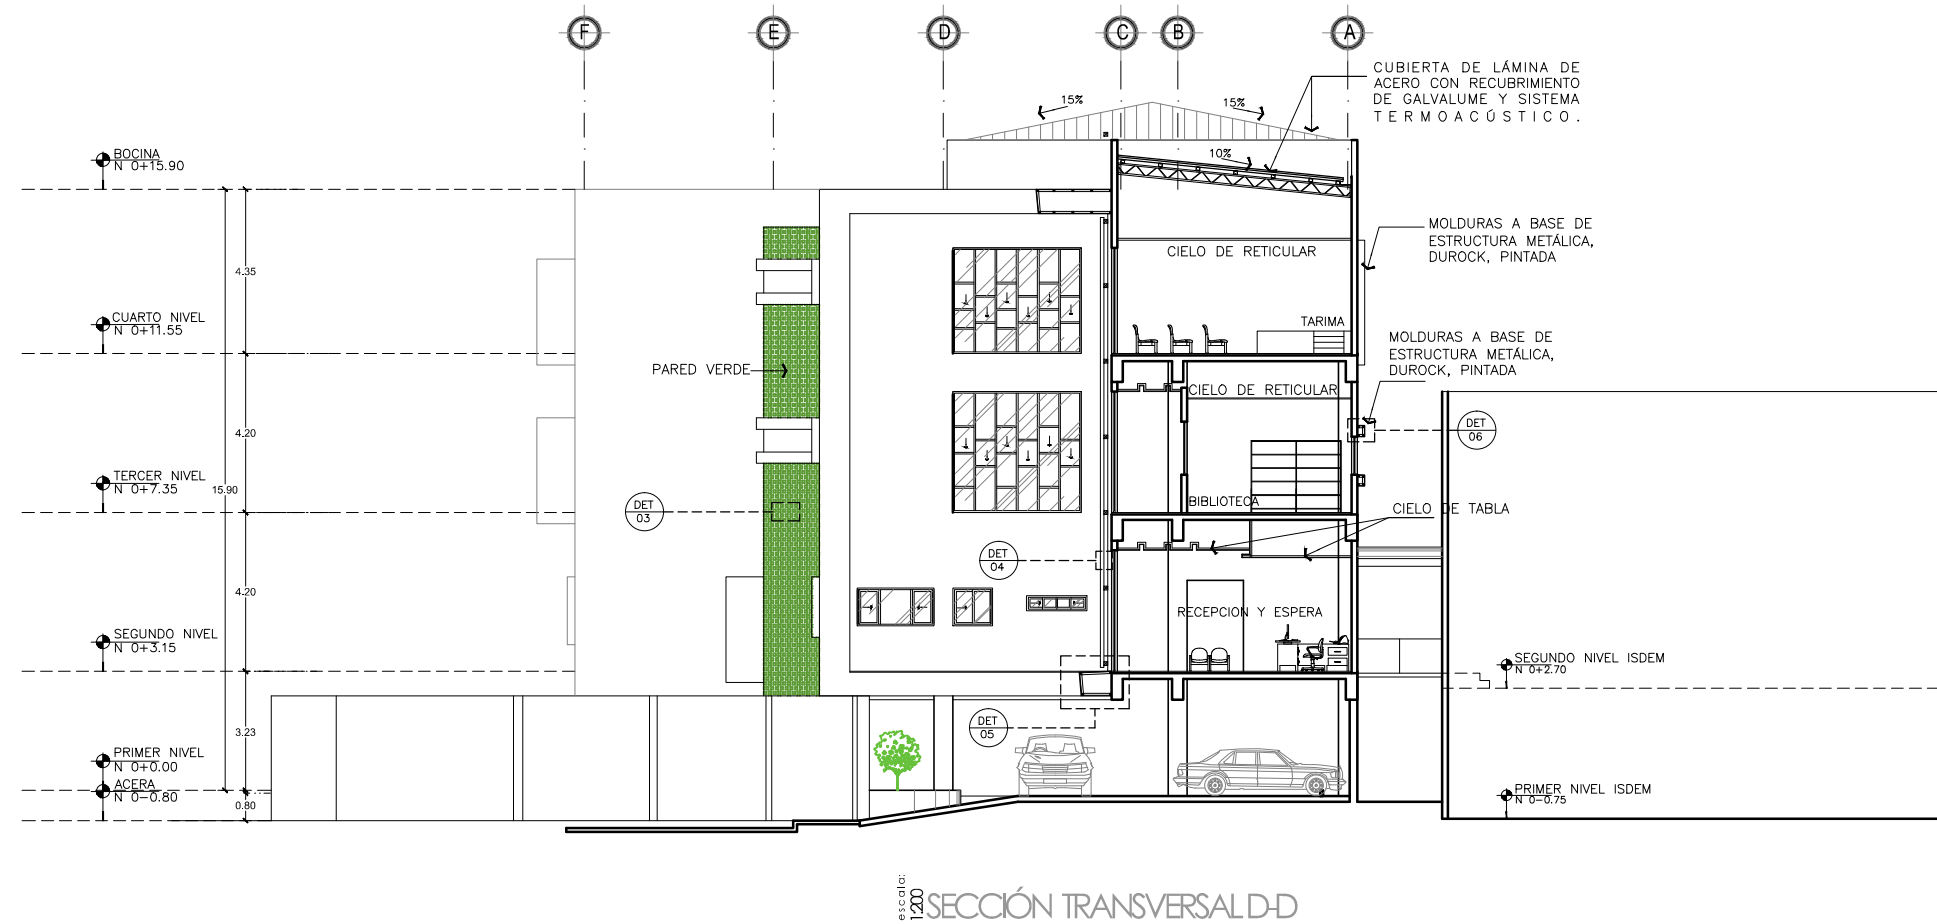 F E D C B A
CUBIERTA DE LÁMINA DE
ACERO CON RECUBRIMIENTO
DE GALVALUME Y SISTEMA
TERMOACÚSTICO.
15%
15%
10%
BOCINA
N 0+15.90
MOLDURAS A BASE DE
ESTRUCTURA METÁLICA,
DUROCK, PINTADA
CIELO DE RETICULAR
4.35
CUARTO NIVEL
N 0+11.55
TARIMA
MOLDURAS A BASE DE
ESTRUCTURA METÁLICA,
DUROCK, PINTADA
PARED VERDE
CIELO DE RETICULAR
4.20
DET
06
TERCER NIVEL
N 0+7.35
15.90
BIBLIOTECA
CIELO DE TABLA
DET
03
DET
04
4.20
RECEPCION Y ESPERA
SEGUNDO NIVEL
N 0+3.15
SEGUNDO NIVEL ISDEM
N 0+2.70
DET
05
3.23
PRIMER NIVEL
N 0+0.00
ACERA
N 0-0.80
0.80
PRIMER NIVEL ISDEM
N 0-0.75
escala:
1:200
SECCIÓN TRANSVERSAL D-D